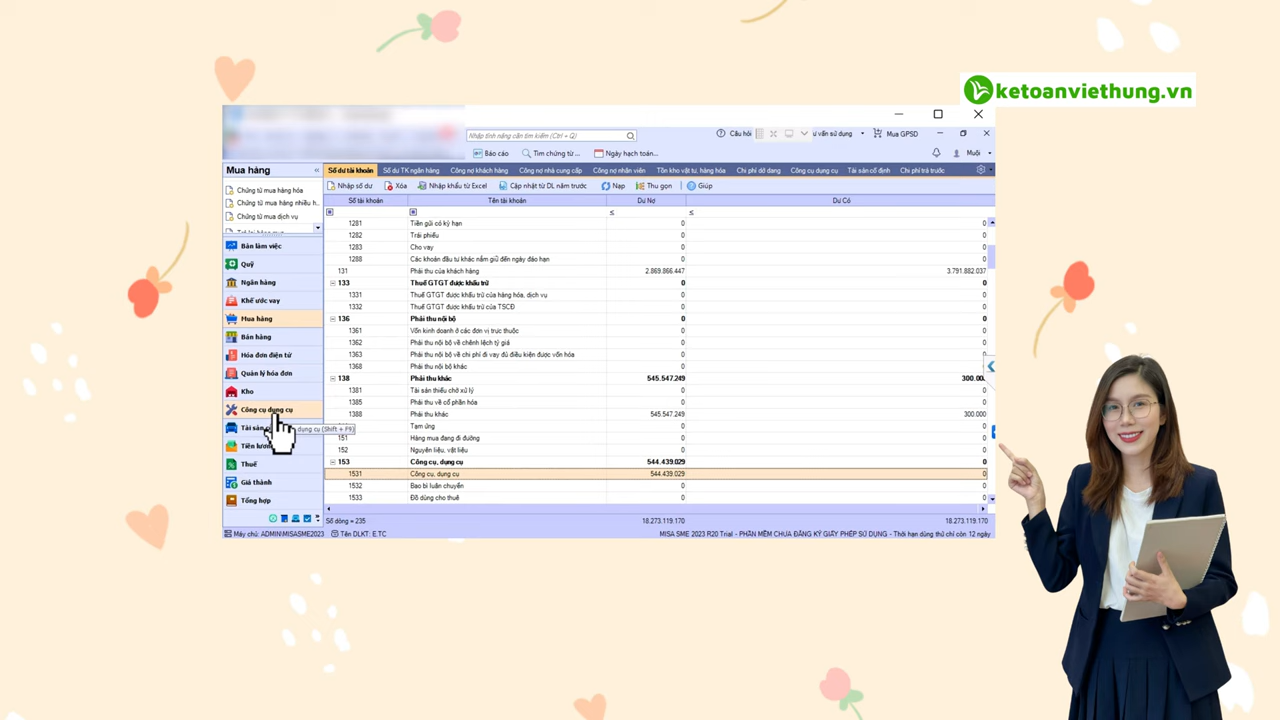 ketoanviethung.vn
Nhập tính năng cần tìm kiếm (Ctrl + Q)
Câu hỏi
ư vấn sử dụng
Mua GPSD
Báo cáo
Tìm chứng từ...
Ngày hạch toán...
Muội
Mua hàng
Số dư tài khoản
Số dư TK ngân hàng
Công nợ khách hàng
Công nợ nhà cung cấp
Công nợ nhân viên
Tồn kho vật tư, hàng hóa
Chi phí dở dang
Công cụ dụng cụ
Tài sản cố định
Chi phí trả trước
Nhập số dư
Xóa
Nhập khẩu từ Excel
Cập nhật từ DL năm trước
Nạp
Thu gọn
Giúp
Chứng từ mua hàng hóa
Chứng từ mua hàng nhiều h..
Chứng từ mua dịch vụ
Bàn làm việc
Quỹ
Ngân hàng
Khế ước vay
Mua hàng
Bán hàng
Hóa đơn điện tử
Quản lý hóa đơn
Kho
Công cụ dụng cụ
Tài sản
dụng cụ (Shift + F9)
Tiền lươn
Thuế
Giá thành
Tổng hợp
Số tài khoản Tên tài khoản Dư Nợ Dư Có
≤ ≤
1281 Tiền gửi có kỳ hạn 0 0
1282 Trái phiếu 0 0
1283 Cho vay 0 0
1288 Các khoản đầu tư khác nắm giữ đến ngày đáo hạn 0 0
131 Phải thu của khách hàng 2.869.866.447 3.791.882.037
133 Thuế GTGT được khấu trừ 0 0
1331 Thuế GTGT được khấu trừ của hàng hóa, dịch vụ 0 0
1332 Thuế GTGT được khấu trừ của TSCĐ 0 0
136 Phải thu nội bộ 0 0
1361 Vốn kinh doanh ở các đơn vị trực thuộc 0 0
1362 Phải thu nội bộ về chênh lệch tỷ giá 0 0
1363 Phải thu nội bộ về chi phí đi vay đủ điều kiện được vốn hóa 0 0
1368 Phải thu nội bộ khác 0
138 Phải thu khác 545.547.249 300.00
1381 Tài sản thiếu chờ xử lý 0 0
1385 Phải thu về cổ phần hóa 0 0
1388 Phải thu khác 545.547.249 300.000
Tạm ứng 0 0
151 Hàng mua đang đi đường 0 0
152 Nguyên liệu, vật liệu 0 0
153 Công cụ, dụng cụ 544.439.029 0
1531 Công cụ, dụng cụ 544.439.029 0
1532 Bao bì luân chuyển 0 0
1533 Đồ dùng cho thuê 0 0
Số dòng = 235 18.273.119.170 18.273.119.170
Máy chủ: ADMIN\MISASME2023
Tên DLKT: E.TC
MISA SME 2023 R20 Trial - PHẦN MỀM CHƯA ĐĂNG KÝ GIẤY PHÉP SỬ DỤNG - Thời hạn dùng thử chỉ còn 12 ngày